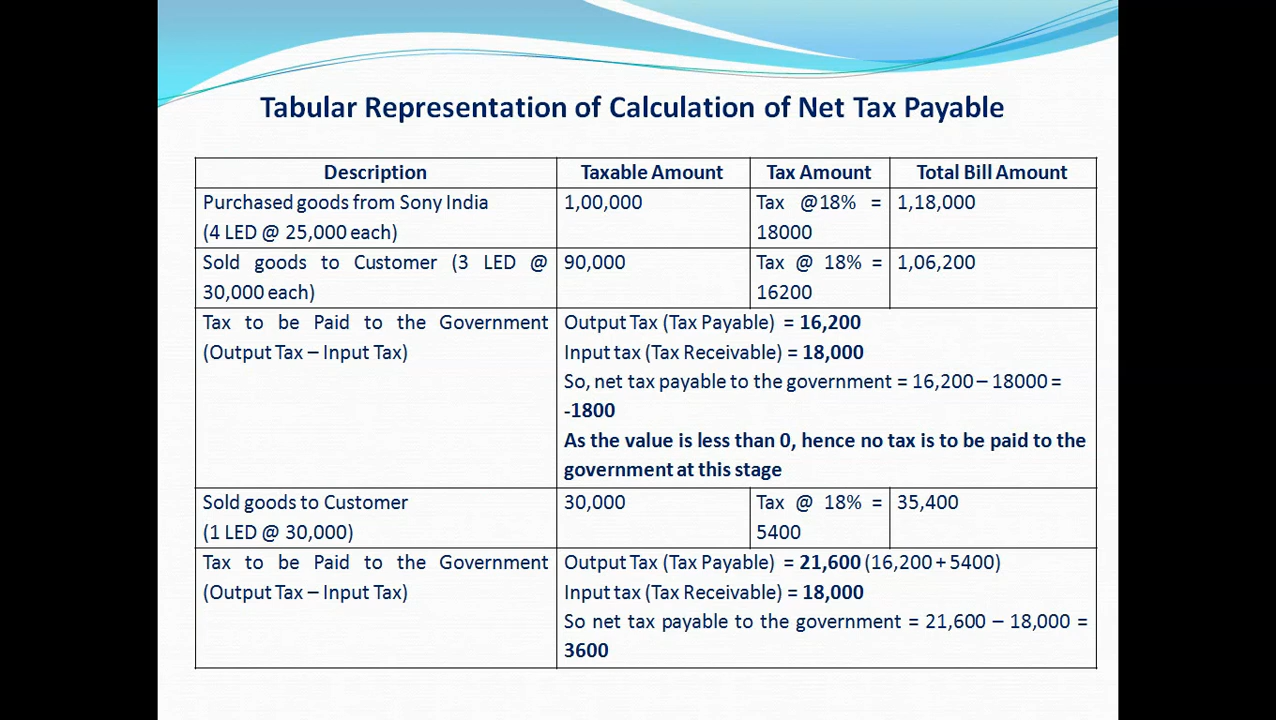 Tabular Representation of Calculation of Net Tax Payable
Description Taxable Amount Tax Amount Total Bill Amount
Purchased goods from Sony India 1,00,000 Tax @18% = 1,18,000
(4 LED @ 25,000 each) 18000
Sold goods to Customer (3 LED @ 90,000 Tax @ 18% = 1,06,200
30,000 each) 16200
Tax to be Paid to the Government Output Tax (Tax Payable) = 16,200
(Output Tax – Input Tax) Input tax (Tax Receivable) = 18,000
So, net tax payable to the government = 16,200 – 18000 =
-1800
As the value is less than 0, hence no tax is to be paid to the
government at this stage
Sold goods to Customer 30,000 Tax @ 18% = 35,400
(1 LED @ 30,000) 5400
Tax to be Paid to the Government Output Tax (Tax Payable) = 21,600 (16,200 + 5400)
(Output Tax – Input Tax) Input tax (Tax Receivable) = 18,000
So net tax payable to the government = 21,600 – 18,000 =
3600